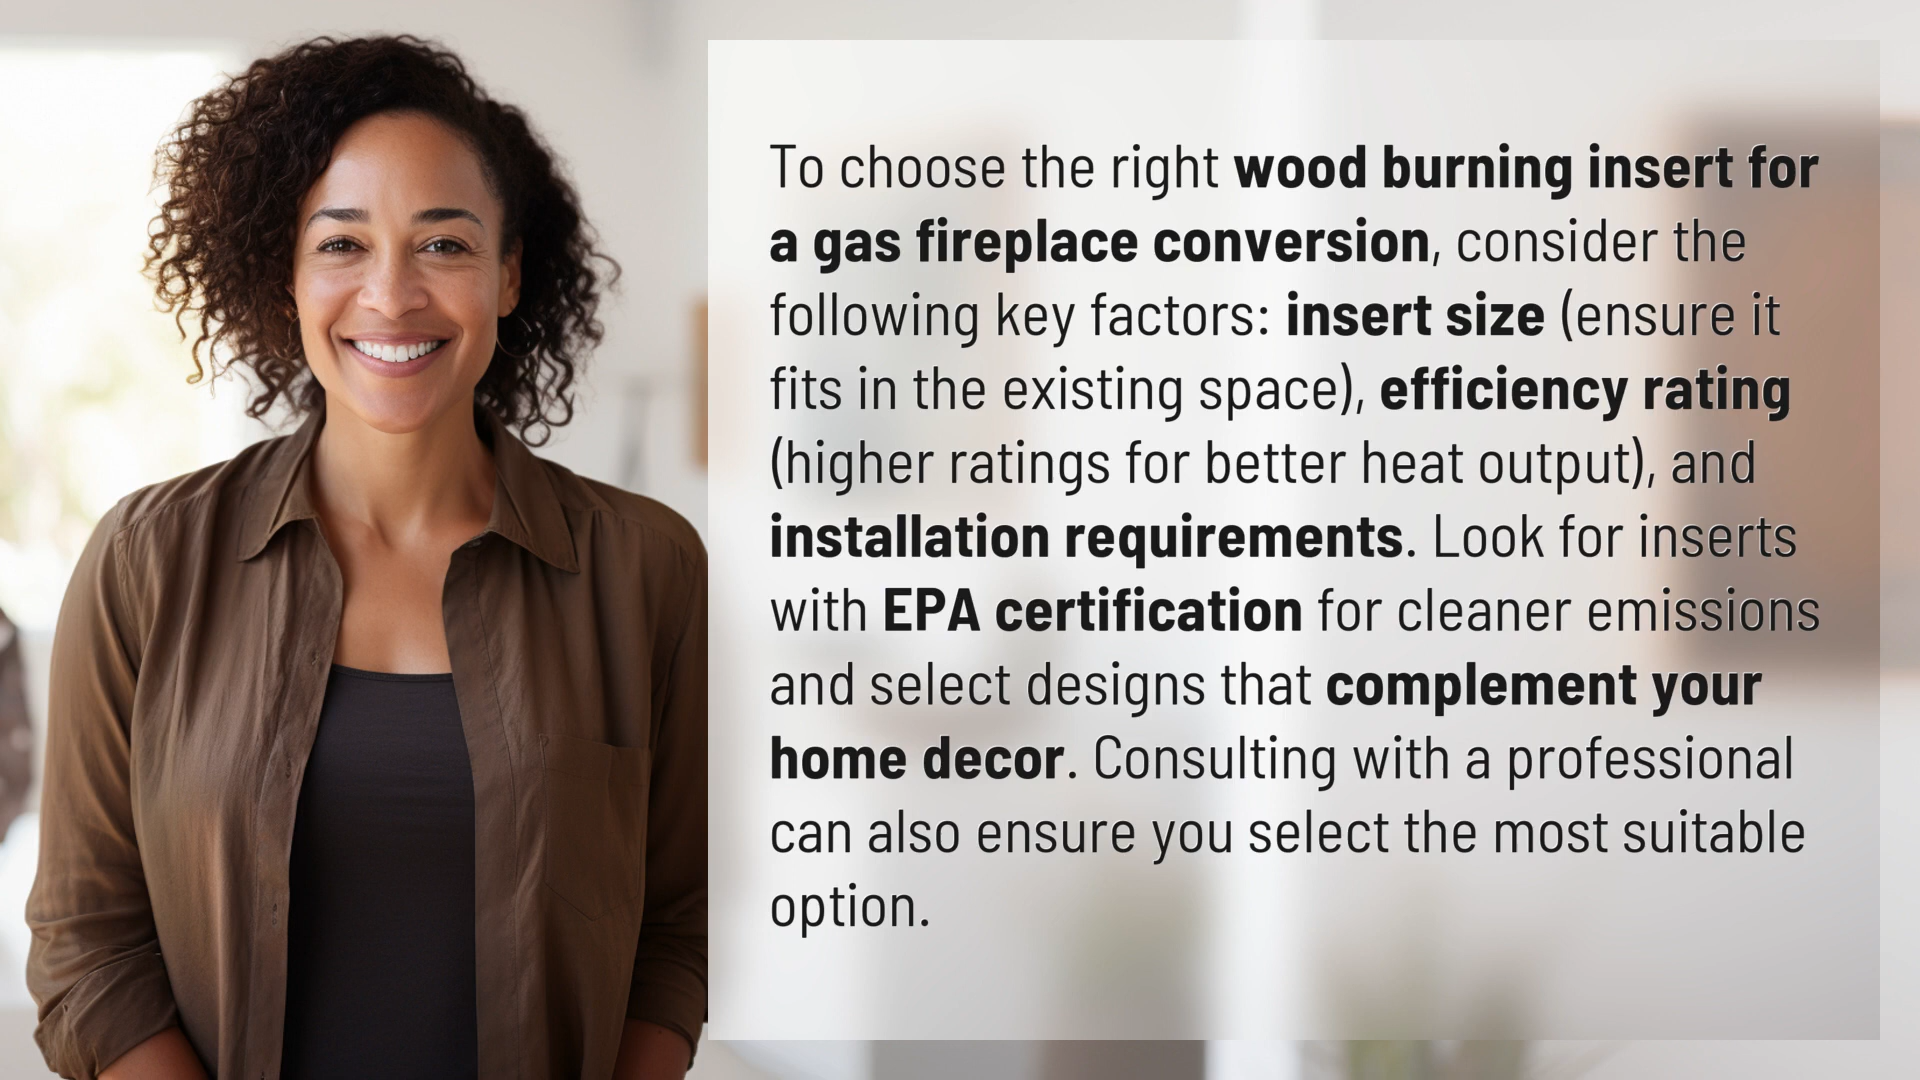 To choose the right wood burning insert for
a gas fireplace conversion, consider the
following key factors: insert size (ensure it
fits in the existing space), efficiency rating
(higher ratings for better heat output), and
installation requirements. Look for inserts
with EPA certification for cleaner emissions
and select designs that complement your
home decor. Consulting with a professional
can also ensure you select the most suitable
option.